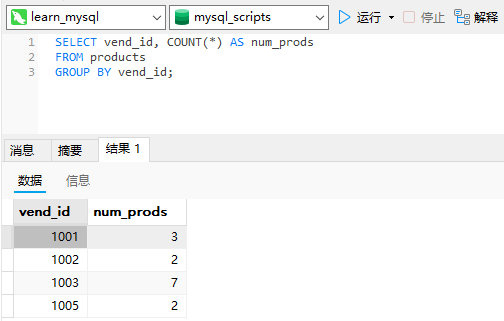 learn_mysql mysql_scripts 运行 停止 解释
1 SELECT vend_id, COUNT(*) AS num_prods
2 FROM products
3 GROUP BY vend_id;
消息 摘要 结果 1
数据 信息
vend_id num_prods
1001 3
1002 2
1003 7
1005 2